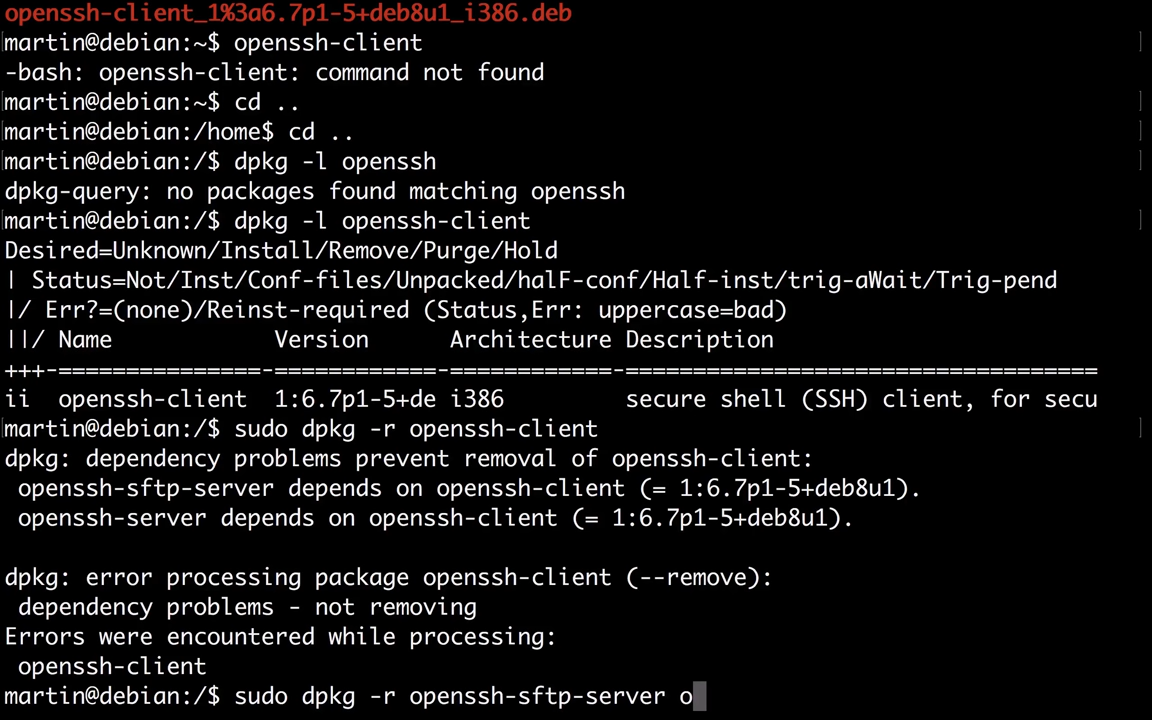 openssh-client_1%3a6.7p1-5+deb8u1_i386.deb
[martin@debian:~$ openssh-client ]
-bash: openssh-client: command not found
[martin@debian:~$ cd .. ]
[martin@debian:/home$ cd .. ]
[martin@debian:/$ dpkg -l openssh ]
dpkg-query: no packages found matching openssh
[martin@debian:/$ dpkg -l openssh-client ]
Desired=Unknown/Install/Remove/Purge/Hold
| Status=Not/Inst/Conf-files/Unpacked/halF-conf/Half-inst/trig-aWait/Trig-pend
|/ Err?=(none)/Reinst-required (Status,Err: uppercase=bad)
||/ Name Version Architecture Description
+++-===============-============-============-===================================
ii openssh-client 1:6.7p1-5+de i386 secure shell (SSH) client, for secu
[martin@debian:/$ sudo dpkg -r openssh-client ]
dpkg: dependency problems prevent removal of openssh-client:
openssh-sftp-server depends on openssh-client (= 1:6.7p1-5+deb8u1).
openssh-server depends on openssh-client (= 1:6.7p1-5+deb8u1).
dpkg: error processing package openssh-client (--remove):
dependency problems - not removing
Errors were encountered while processing:
openssh-client
martin@debian:/$ sudo dpkg -r openssh-sftp-server o